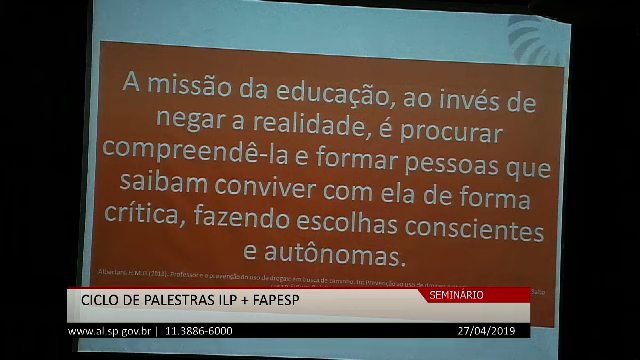 A missão da educação, ao invés de
negar a realidade, é procurar
compreendê-la e formar pessoas que
saibam conviver com ela de forma
crítica, fazendo escolhas conscientes
e autônomas.
CICLO DE PALESTRAS ILP + FAPESP
SEMINÁRIO
www.al.sp.gov.br | 11.3886-6000
27/04/2019